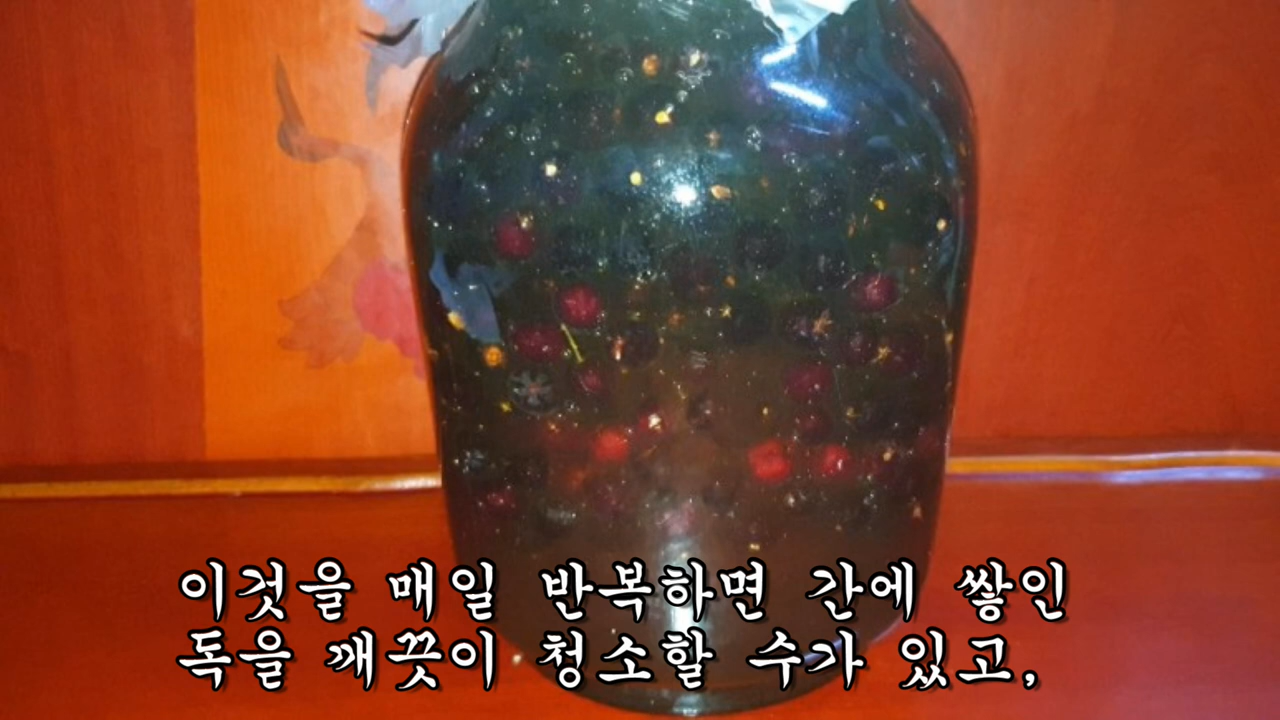 이것을 매일 반복하면 간에 쌓인
독을 깨끗이 청소할 수가 있고,